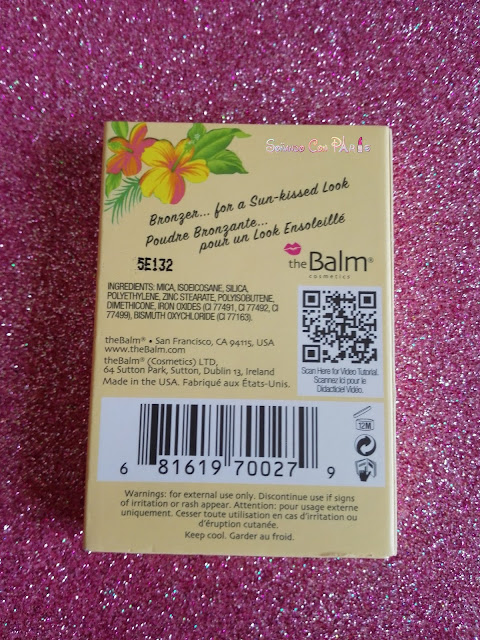 Soñando Con París
Bronzer... for a Sun-kissed Look
Poudre Bronzante...
pour un Look Ensoleillé
5E132
theBalm®
cosmetics
INGREDIENTS: MICA, ISOEICOSANE, SILICA,
POLYETHYLENE, ZINC STEARATE, POLYISOBUTENE,
DIMETHICONE, IRON OXIDES (CI 77491, CI 77492, CI
77499), BISMUTH OXYCHLORIDE (CI 77163).
theBalm® • San Francisco, CA 94115, USA
www.theBalm.com
theBalm® (Cosmetics) LTD,
64 Sutton Park, Sutton, Dublin 13, Ireland
Made in the USA. Fabriqué aux États-Unis.
Scan Here for Video Tutorial.
Scannez Ici pour le
Didacticiel Vidéo.
12M
6 81619 70027 9
Warnings: for external use only. Discontinue use if signs
of irritation or rash appear. Attention: pour usage externe
uniquement. Cesser toute utilisation en cas d'irritation ou
d'éruption cutanée.
Keep cool. Garder au froid.